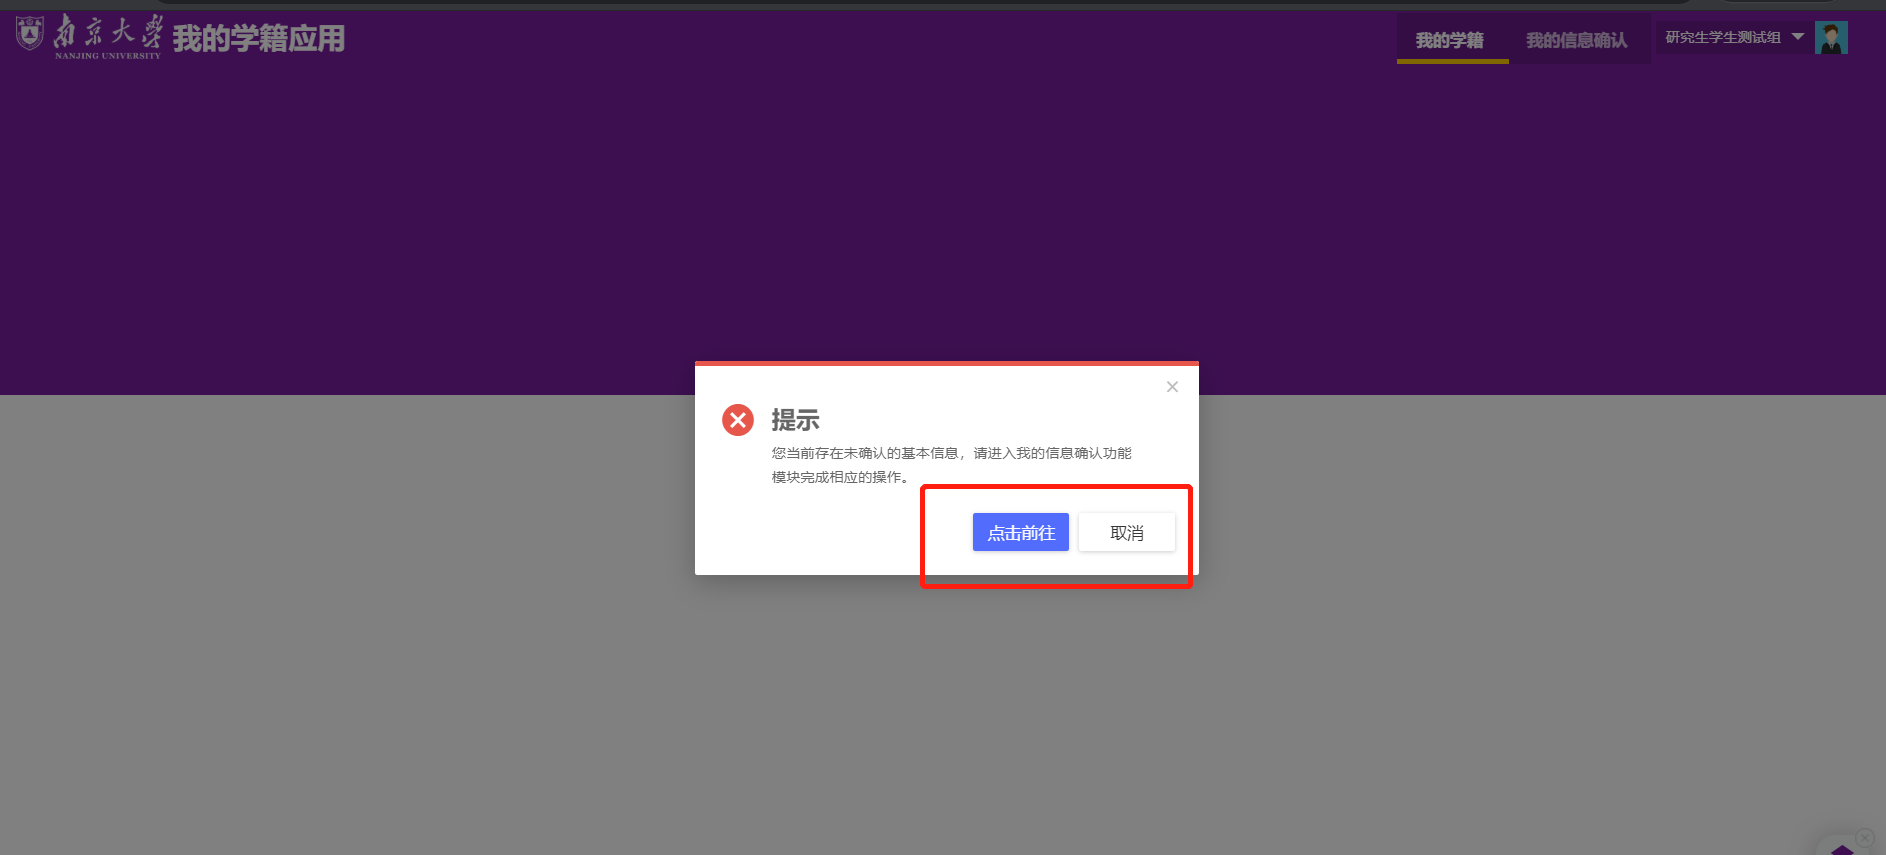 南京大学
NANJING UNIVERSITY
我的学籍应用
我的学籍
我的信息确认
研究生学生测试组
提示
您当前存在未确认的基本信息，请进入我的信息确认功能
模块完成相应的操作。
点击前往
取消